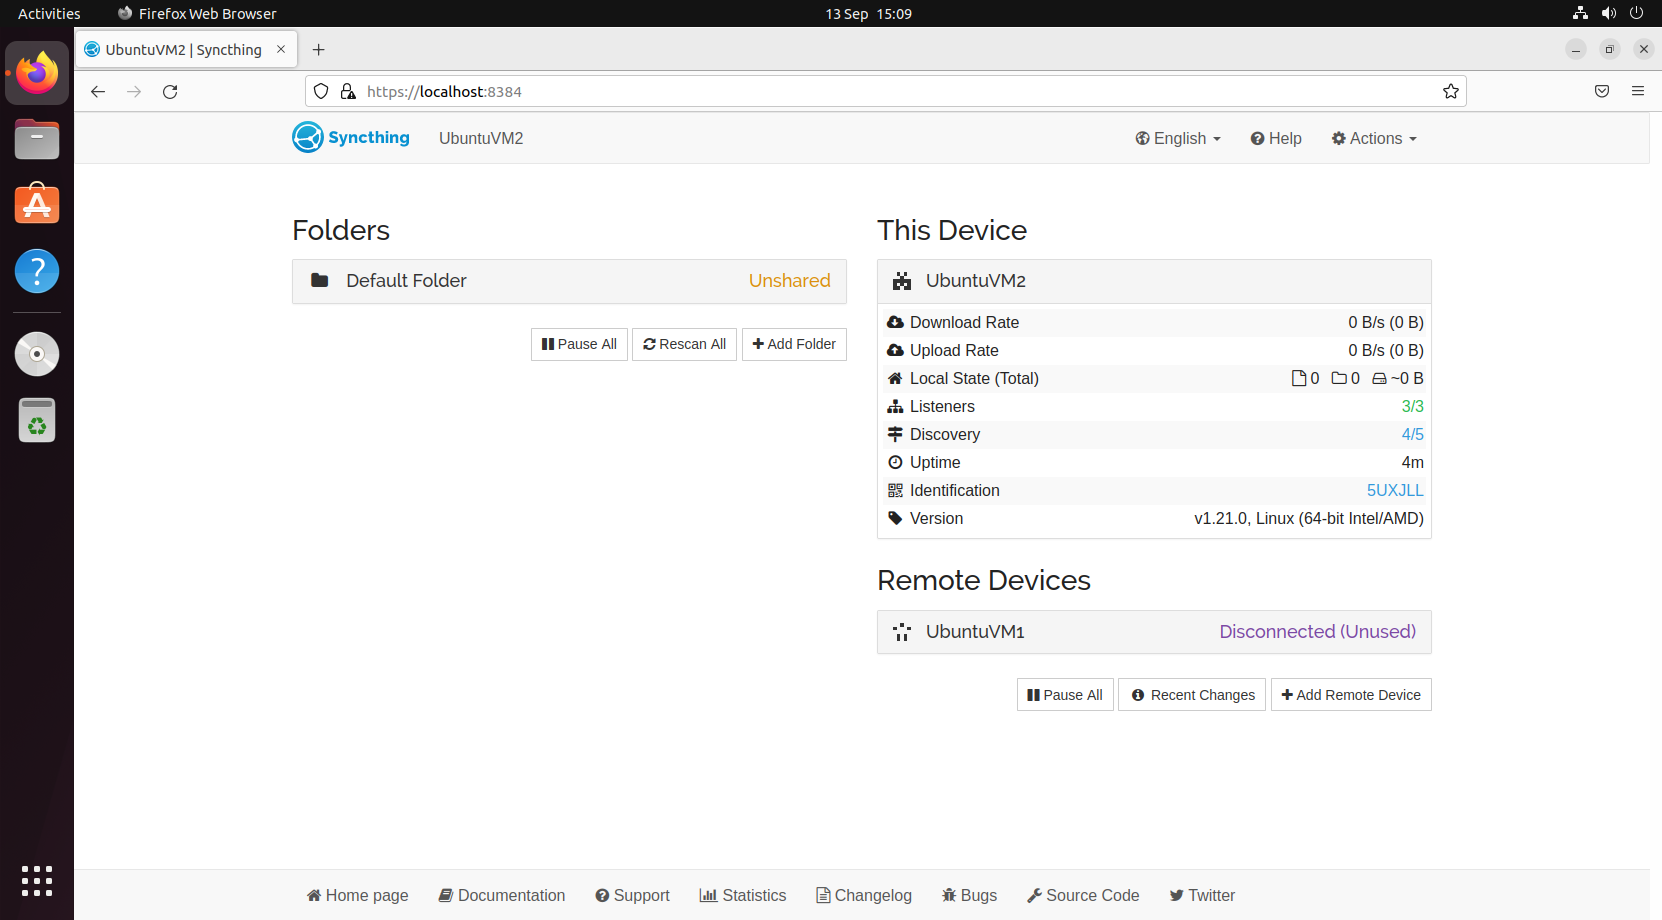 Activities Firefox Web Browser 13 Sep 15:09
UbuntuVM2 | Syncthing
https://localhost:8384
Syncthing UbuntuVM2 English Help Actions
Folders
Default Folder Unshared
Pause All Rescan All Add Folder
This Device
UbuntuVM2
Download Rate 0 B/s (0 B)
Upload Rate 0 B/s (0 B)
Local State (Total) 0 0 ~0 B
Listeners 3/3
Discovery 4/5
Uptime 4m
Identification 5UXJLL
Version v1.21.0, Linux (64-bit Intel/AMD)
Remote Devices
UbuntuVM1 Disconnected (Unused)
Pause All Recent Changes Add Remote Device
Home page Documentation Support Statistics Changelog Bugs Source Code Twitter